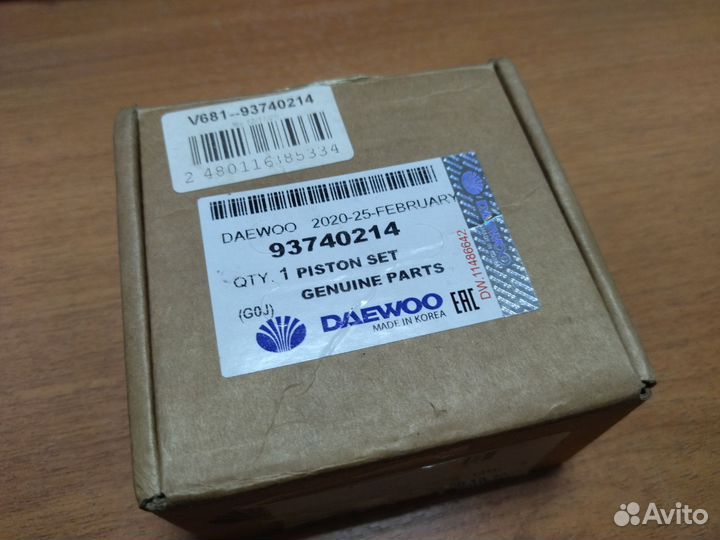 V681--93740214
2 480116 685334
DAEWOO 2020-25-FEBRUARY
93740214
QTY. 1 PISTON SET
GENUINE PARTS
(G0J)
DAEWOO
MADE IN KOREA
EAC
DW.11486642
Avito